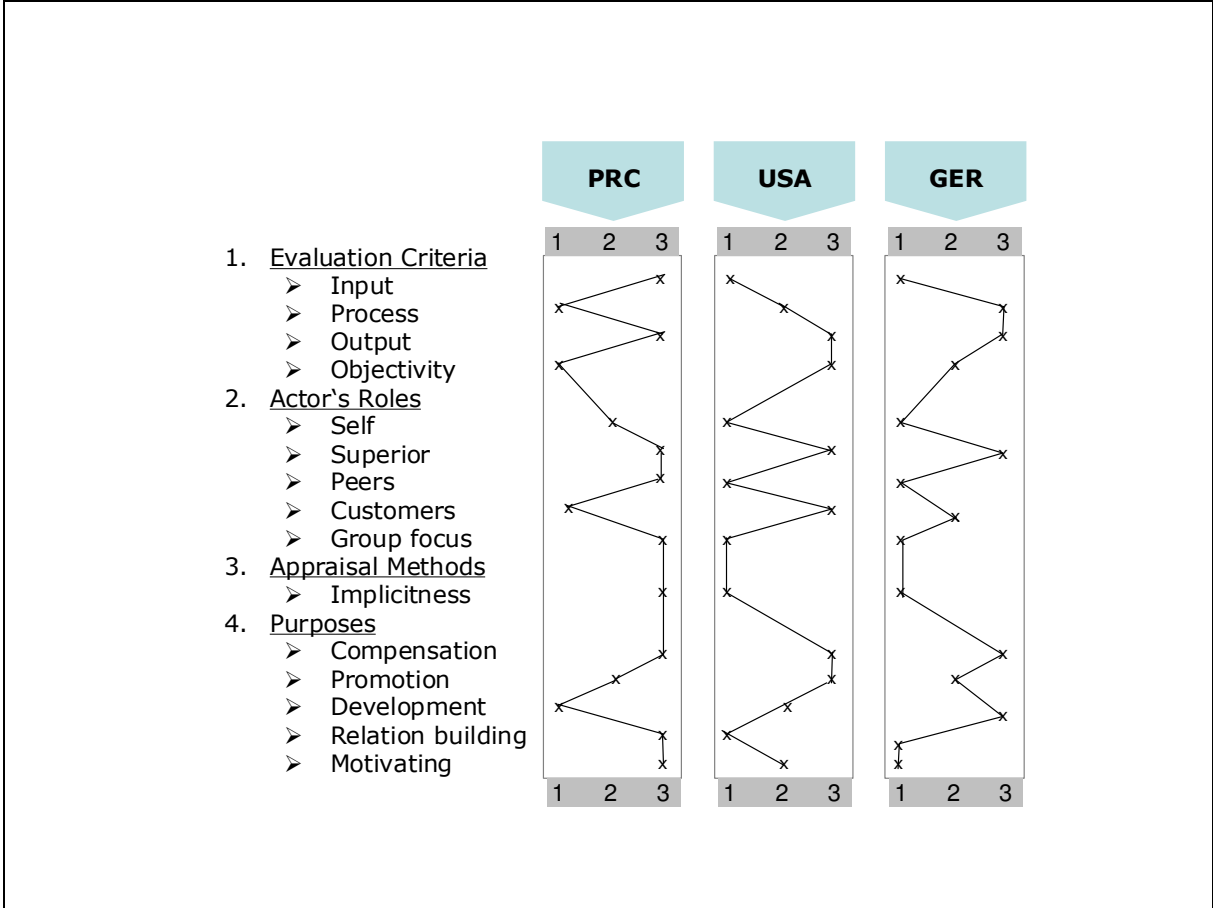 PRC USA GER
1 2 3 1 2 3 1 2 3
1. Evaluation Criteria
➢ Input
➢ Process
➢ Output
➢ Objectivity
2. Actor‘s Roles
➢ Self
➢ Superior
➢ Peers
➢ Customers
➢ Group focus
3. Appraisal Methods
➢ Implicitness
4. Purposes
➢ Compensation
➢ Promotion
➢ Development
➢ Relation building
➢ Motivating
1 2 3 1 2 3 1 2 3